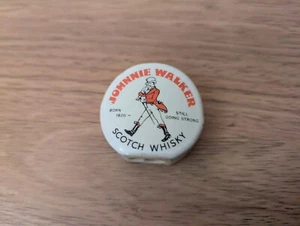 JOHNNIE WALKER
BORN
1820 —
STILL
GOING STRONG
SCOTCH WHISKY